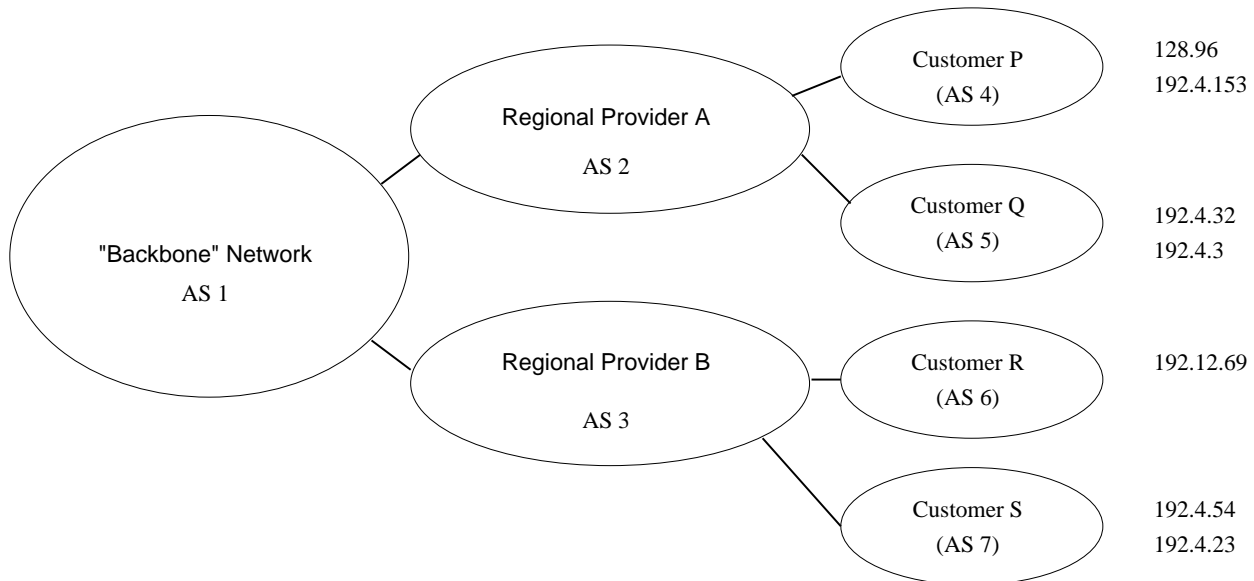 "Backbone" Network
AS 1
Regional Provider A
AS 2
Regional Provider B
AS 3
Customer P
(AS 4)
128.96
192.4.153
Customer Q
(AS 5)
192.4.32
192.4.3
Customer R
(AS 6)
192.12.69
Customer S
(AS 7)
192.4.54
192.4.23